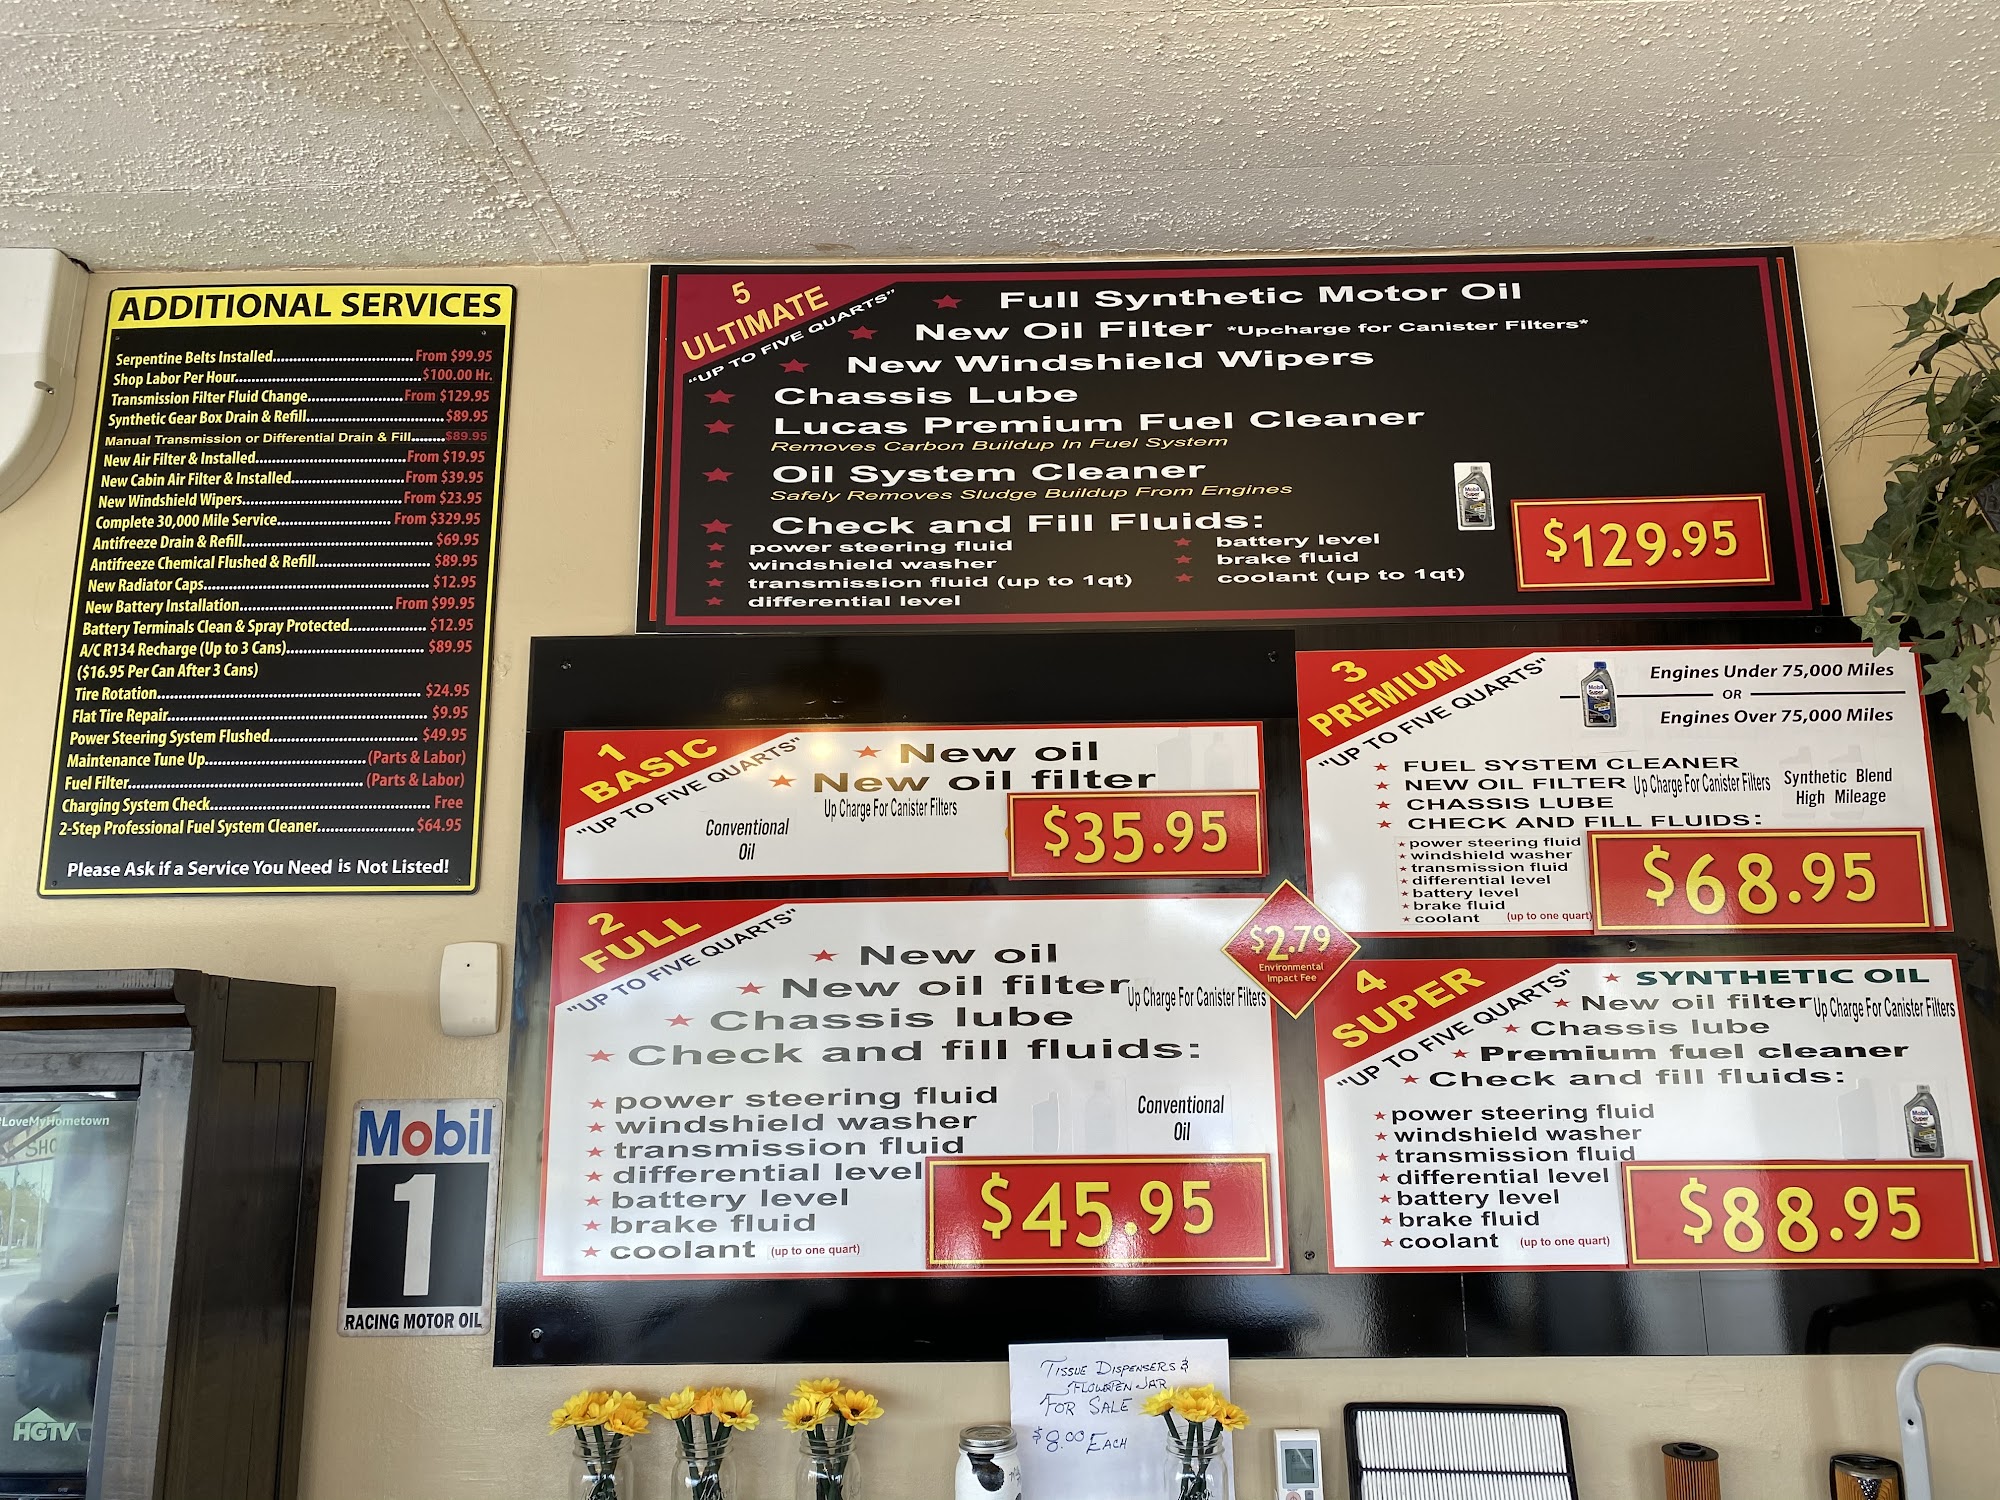 ADDITIONAL SERVICES
Serpentine Belts Installed From $99.95
Shop Labor Per Hour $100.00 Hr.
Transmission Filter Fluid Change From $129.95
Synthetic Gear Box Drain & Refill $89.95
Manual Transmission or Differential Drain & Fill $89.95
New Air Filter & Installed From $19.95
New Cabin Air Filter & Installed From $39.95
New Windshield Wipers From $23.95
Complete 30,000 Mile Service From $329.95
Antifreeze Drain & Refill $69.95
Antifreeze Chemical Flushed & Refill $89.95
New Radiator Caps $12.95
New Battery Installation From $99.95
Battery Terminals Clean & Spray Protected $12.95
A/C R134 Recharge (Up to 3 Cans) $89.95
($16.95 Per Can After 3 Cans)
Tire Rotation $24.95
Flat Tire Repair $9.95
Power Steering System Flushed $49.95
Maintenance Tune Up (Parts & Labor)
Fuel Filter (Parts & Labor)
Charging System Check Free
2-Step Professional Fuel System Cleaner $64.95
Please Ask if a Service You Need is Not Listed!
5
ULTIMATE
"UP TO FIVE QUARTS"
Full Synthetic Motor Oil
New Oil Filter *Upcharge for Canister Filters*
New Windshield Wipers
Chassis Lube
Lucas Premium Fuel Cleaner
Removes Carbon Buildup In Fuel System
Oil System Cleaner
Safely Removes Sludge Buildup From Engines
Check and Fill Fluids:
power steering fluid
windshield washer
transmission fluid (up to 1qt)
differential level
battery level
brake fluid
coolant (up to 1qt)
Mobil
Super
$129.95
1
BASIC
"UP TO FIVE QUARTS"
New oil
New oil filter
Up Charge For Canister Filters
Conventional
Oil
$35.95
2
FULL
"UP TO FIVE QUARTS"
New oil
New oil filter Up Charge For Canister Filters
Chassis lube
Check and fill fluids:
power steering fluid
windshield washer
transmission fluid
differential level
battery level
brake fluid
coolant (up to one quart)
Conventional
Oil
$45.95
$2.79
Environmental
Impact Fee
3
PREMIUM
"UP TO FIVE QUARTS"
Mobil
Super
Engines Under 75,000 Miles
OR
Engines Over 75,000 Miles
FUEL SYSTEM CLEANER
NEW OIL FILTER Up Charge For Canister Filters
CHASSIS LUBE
CHECK AND FILL FLUIDS:
power steering fluid
windshield washer
transmission fluid
differential level
battery level
brake fluid
coolant (up to one quart)
Synthetic Blend
High Mileage
$68.95
4
SUPER
"UP TO FIVE QUARTS"
SYNTHETIC OIL
New oil filter Up Charge For Canister Filters
Chassis lube
Premium fuel cleaner
Check and fill fluids:
power steering fluid
windshield washer
transmission fluid
differential level
battery level
brake fluid
coolant (up to one quart)
Mobil
Super
$88.95
Mobil
1
RACING MOTOR OIL
#LoveMyHometown
HGTV
TISSUE DISPENSERS &
FLOWER JAR
FOR SALE
$8.00 EACH